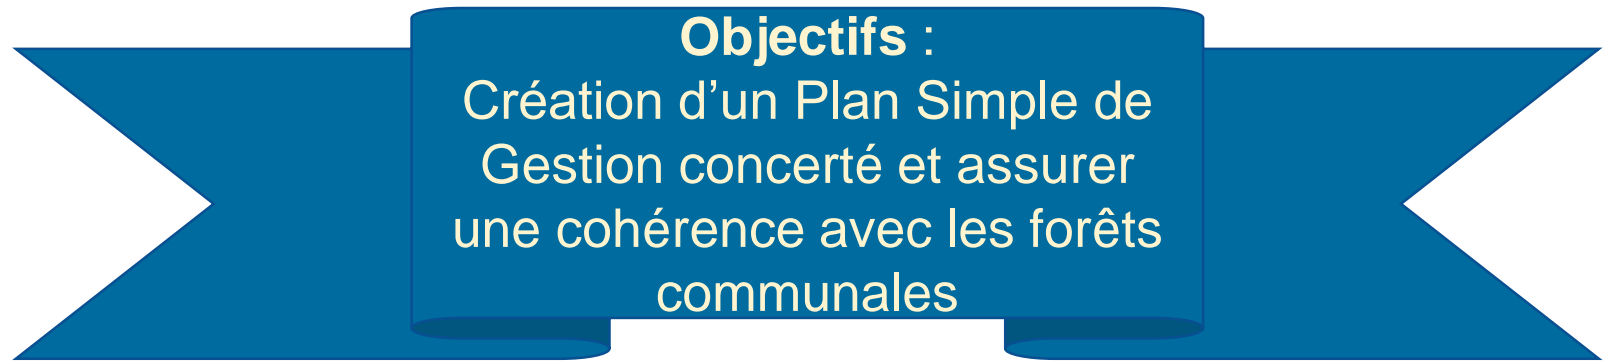 Objectifs :
Création d’un Plan Simple de
Gestion concerté et assurer
une cohérence avec les forêts
communales